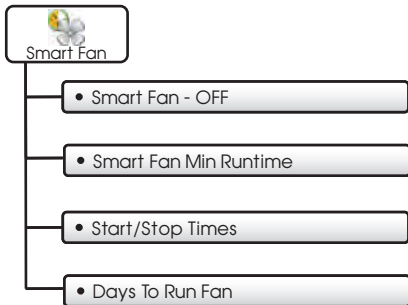 Smart Fan
• Smart Fan - OFF
• Smart Fan Min Runtime
• Start/Stop Times
• Days To Run Fan